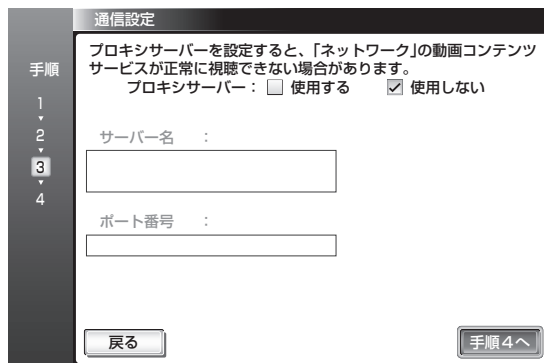 通信設定
プロキシサーバーを設定すると、「ネットワーク」の動画コンテンツ
サービスが正常に視聴できない場合があります。
プロキシサーバー： 使用する 使用しない
手順
1
2
3
4
サーバー名 ：
ポート番号 ：
戻る
手順4へ